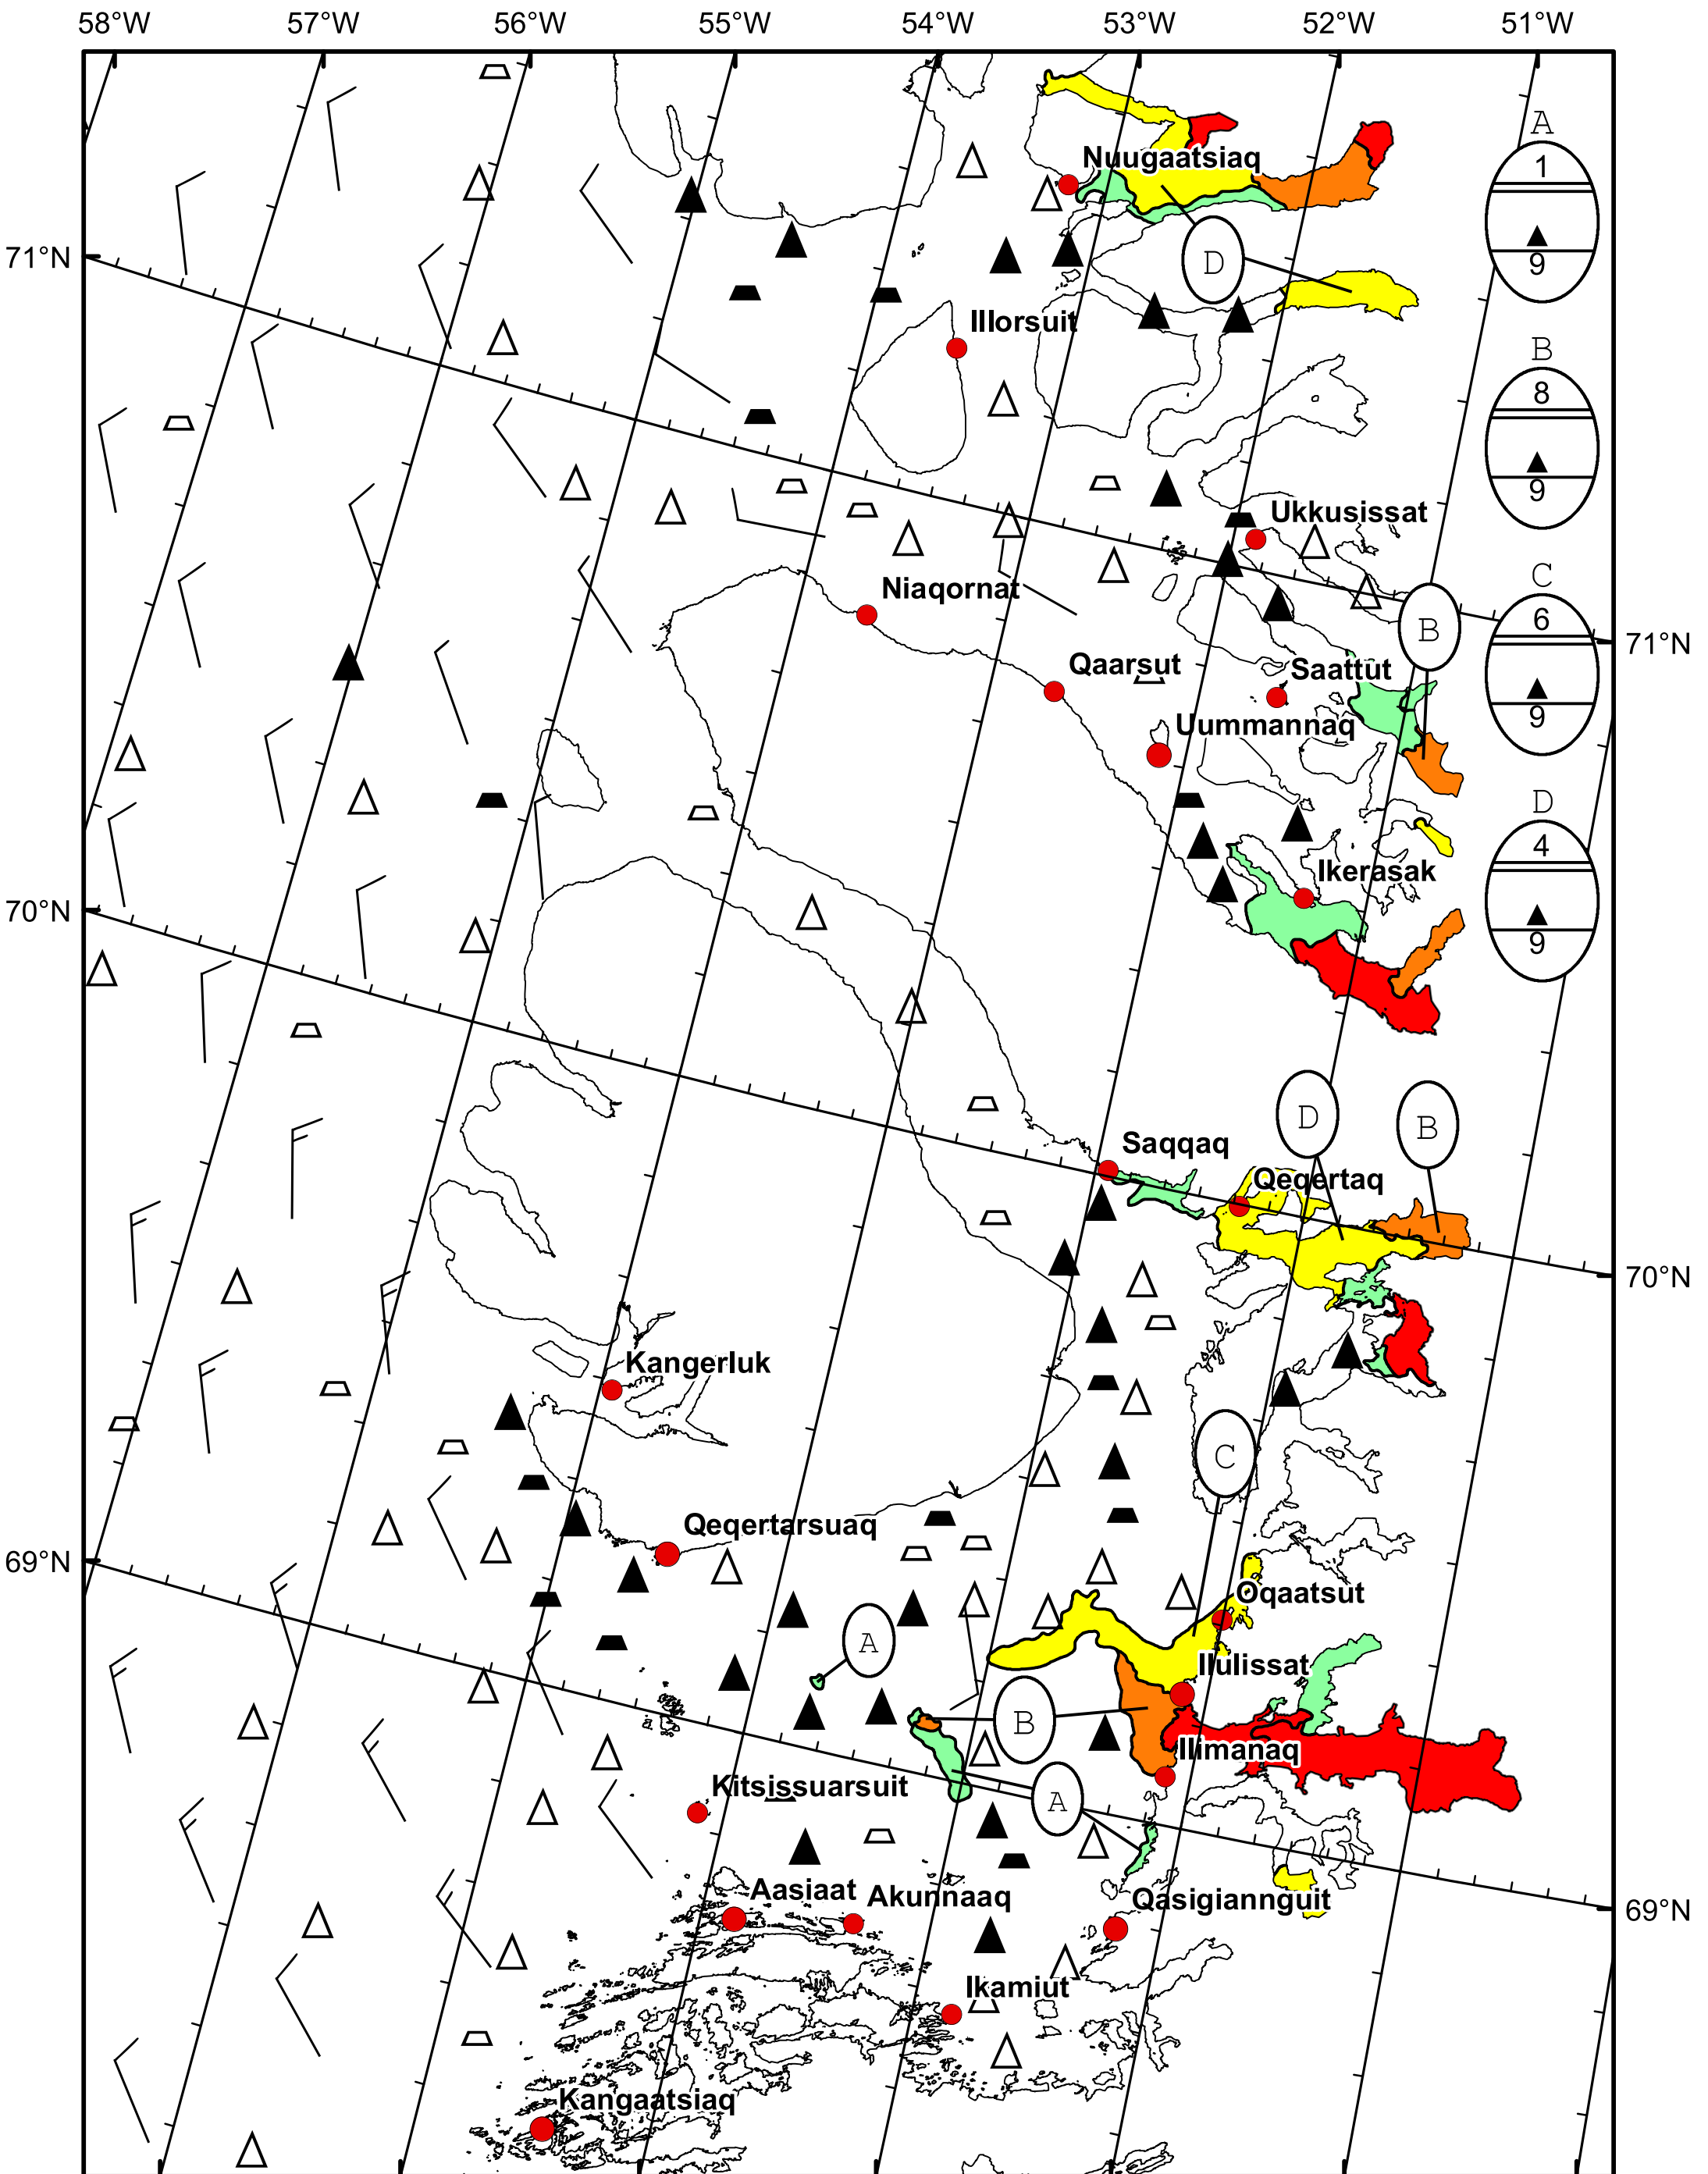 58°W 57°W 56°W 55°W 54°W 53°W 52°W 51°W
A
1
9
Nuugaatsiaq
71°N
D
Illorsuit
B
8
9
Ukkusissat
C
6
9
Niaqornat
B
71°N
Qaarsut
Saattut
Uummannaq
D
4
9
Ikerasak
70°N
D
B
Saqqaq
Qeqertaq
70°N
Kangerluk
C
Qeqertarsuaq
69°N
Oqaatsut
A
Ilulissat
B
Ilimanaq
Kitsissuarsuit
A
Aasiaat
Akunnaaq
Qasigiannguit
69°N
Ikamiut
Kangaatsiaq